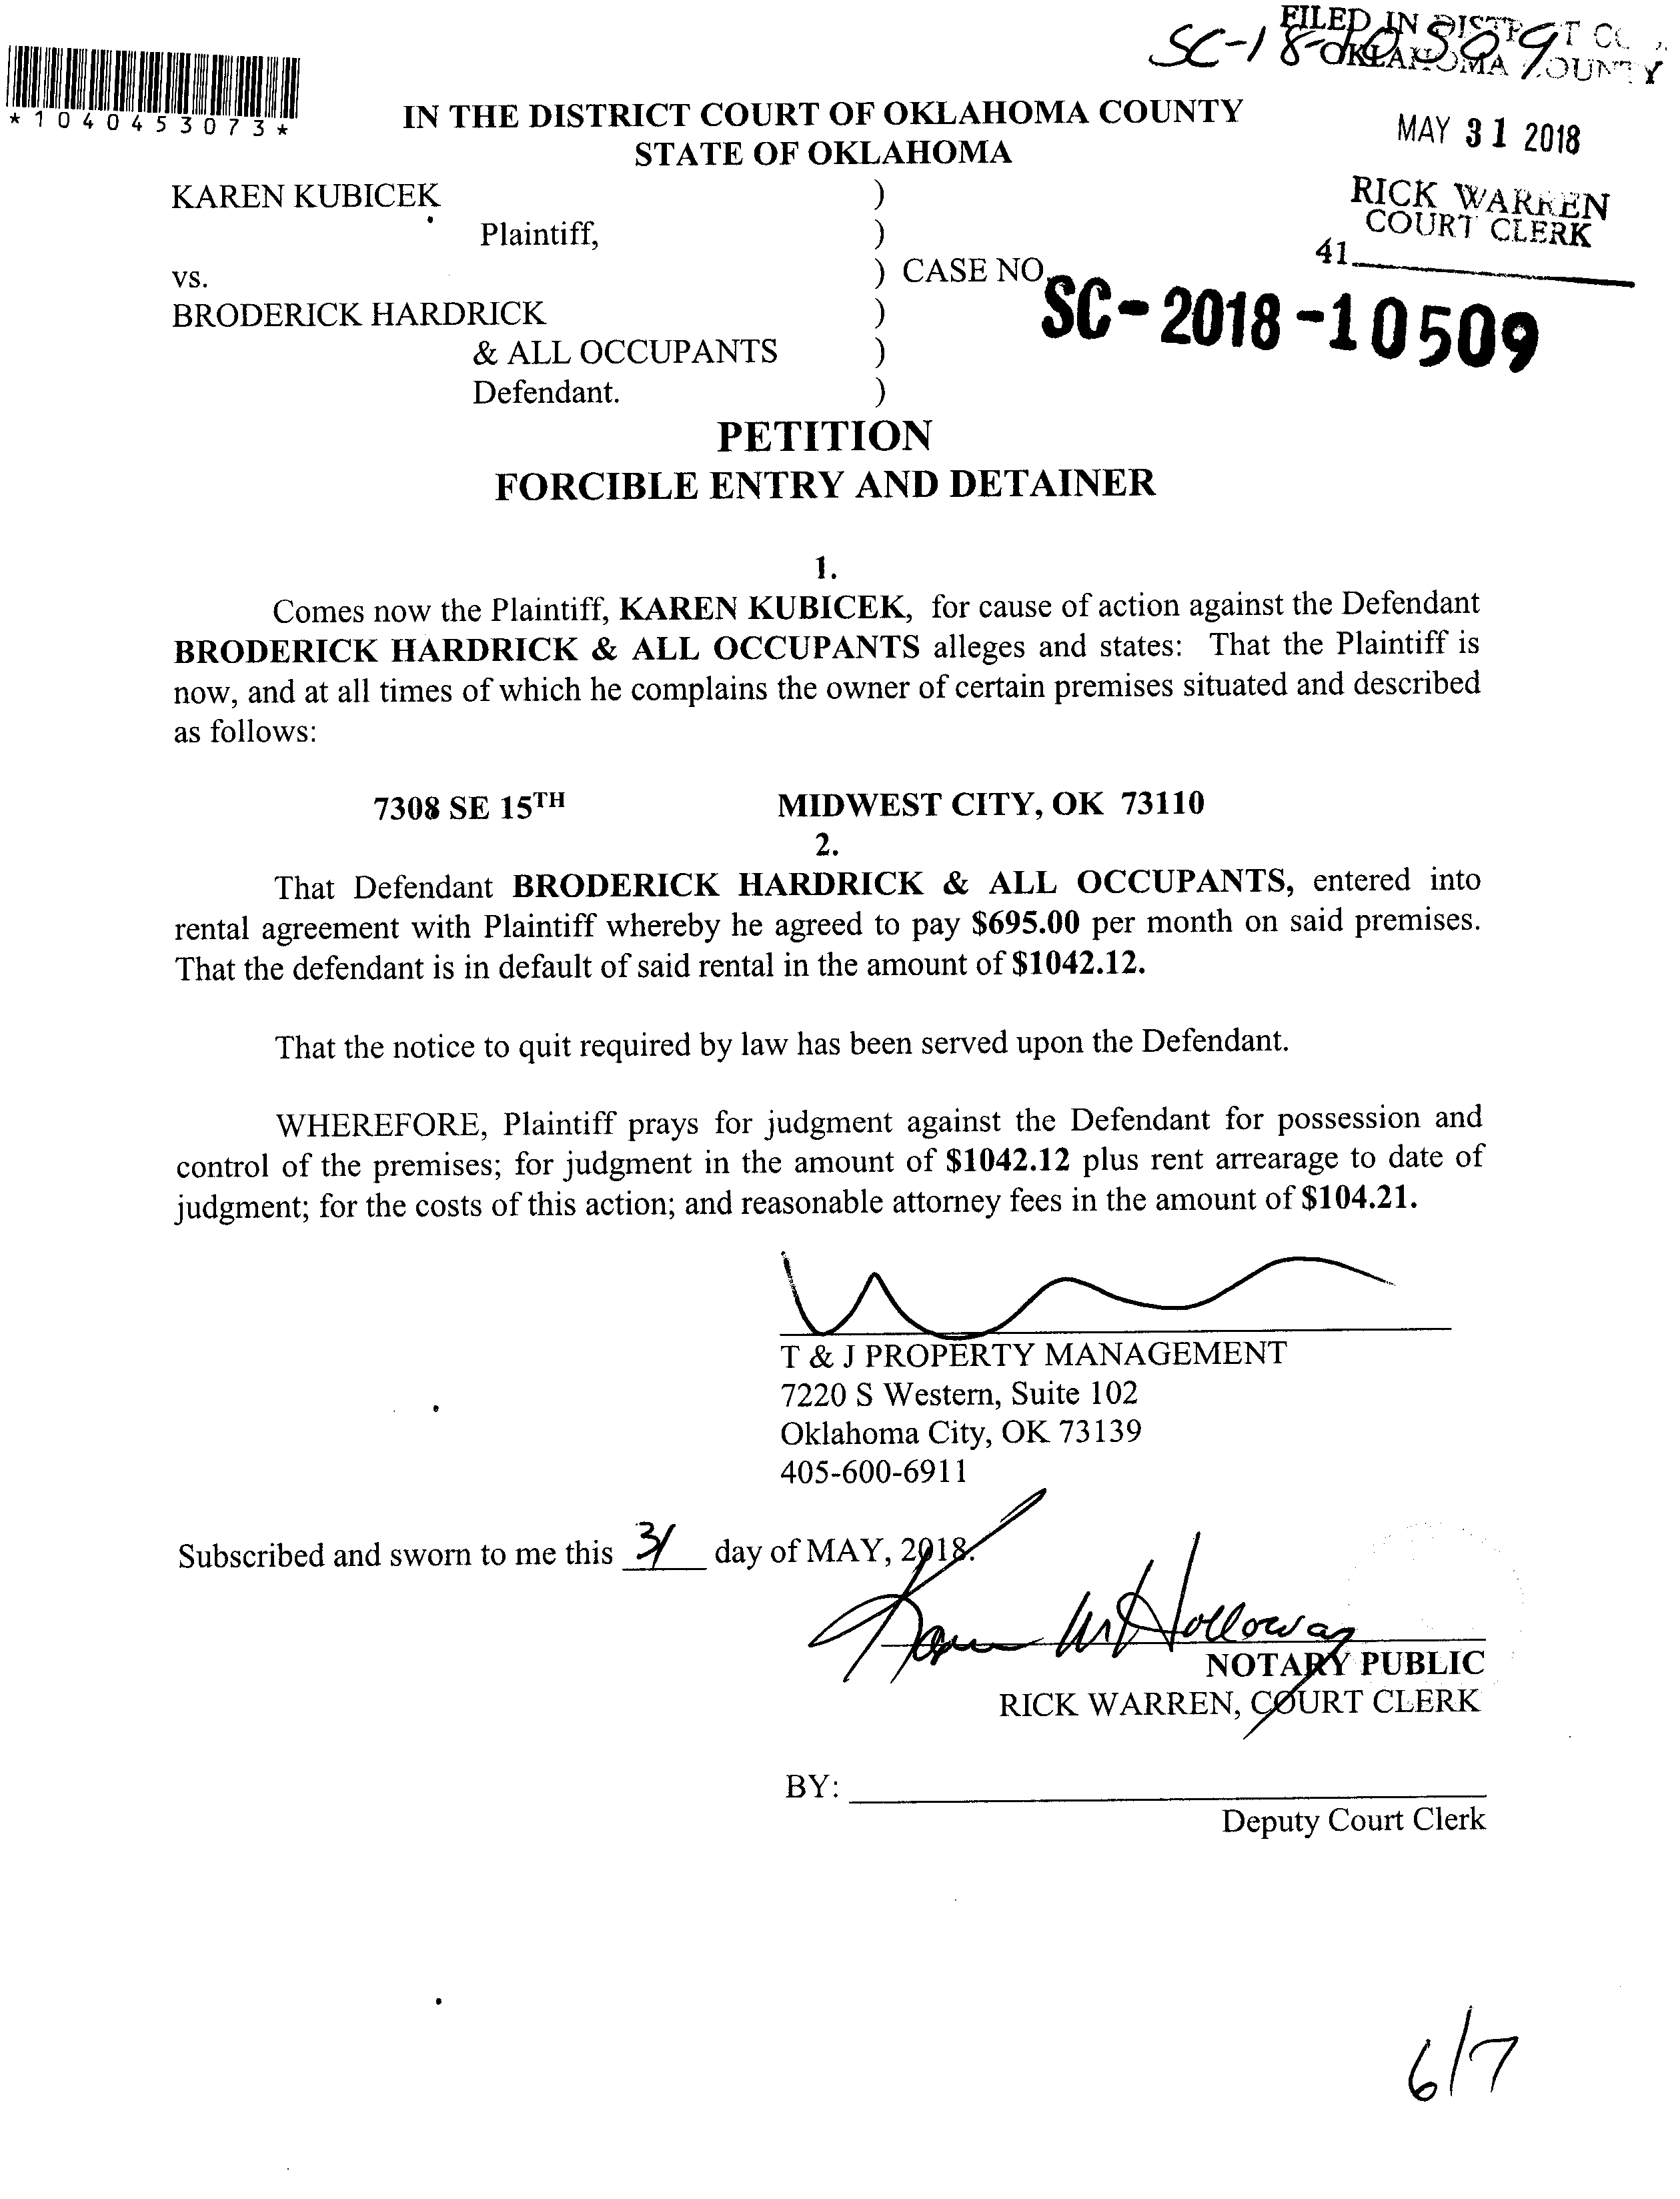 SC-18-10509
FILED IN DISTRICT
OKLAHOMA COUNTY
*1040453073*
IN THE DISTRICT COURT OF OKLAHOMA COUNTY
STATE OF OKLAHOMA
MAY 31 2018
RICK WARREN
COURT CLERK
41
KAREN KUBICEK )
Plaintiff, )
vs. ) CASE NO.
SC-2018-10509
BRODERICK HARDRICK )
& ALL OCCUPANTS )
Defendant. )
PETITION
FORCIBLE ENTRY AND DETAINER
1.
Comes now the Plaintiff, KAREN KUBICEK, for cause of action against the Defendant
BRODERICK HARDRICK & ALL OCCUPANTS alleges and states: That the Plaintiff is
now, and at all times of which he complains the owner of certain premises situated and described
as follows:
7308 SE 15TH MIDWEST CITY, OK 73110
2.
That Defendant BRODERICK HARDRICK & ALL OCCUPANTS, entered into
rental agreement with Plaintiff whereby he agreed to pay $695.00 per month on said premises.
That the defendant is in default of said rental in the amount of $1042.12.
That the notice to quit required by law has been served upon the Defendant.
WHEREFORE, Plaintiff prays for judgment against the Defendant for possession and
control of the premises; for judgment in the amount of $1042.12 plus rent arrearage to date of
judgment; for the costs of this action; and reasonable attorney fees in the amount of $104.21.
T & J PROPERTY MANAGEMENT
7220 S Western, Suite 102
Oklahoma City, OK 73139
405-600-6911
Subscribed and sworn to me this 31 day of MAY, 2018.
Karen M Holloway
NOTARY PUBLIC
RICK WARREN, COURT CLERK
BY:
Deputy Court Clerk
6/7